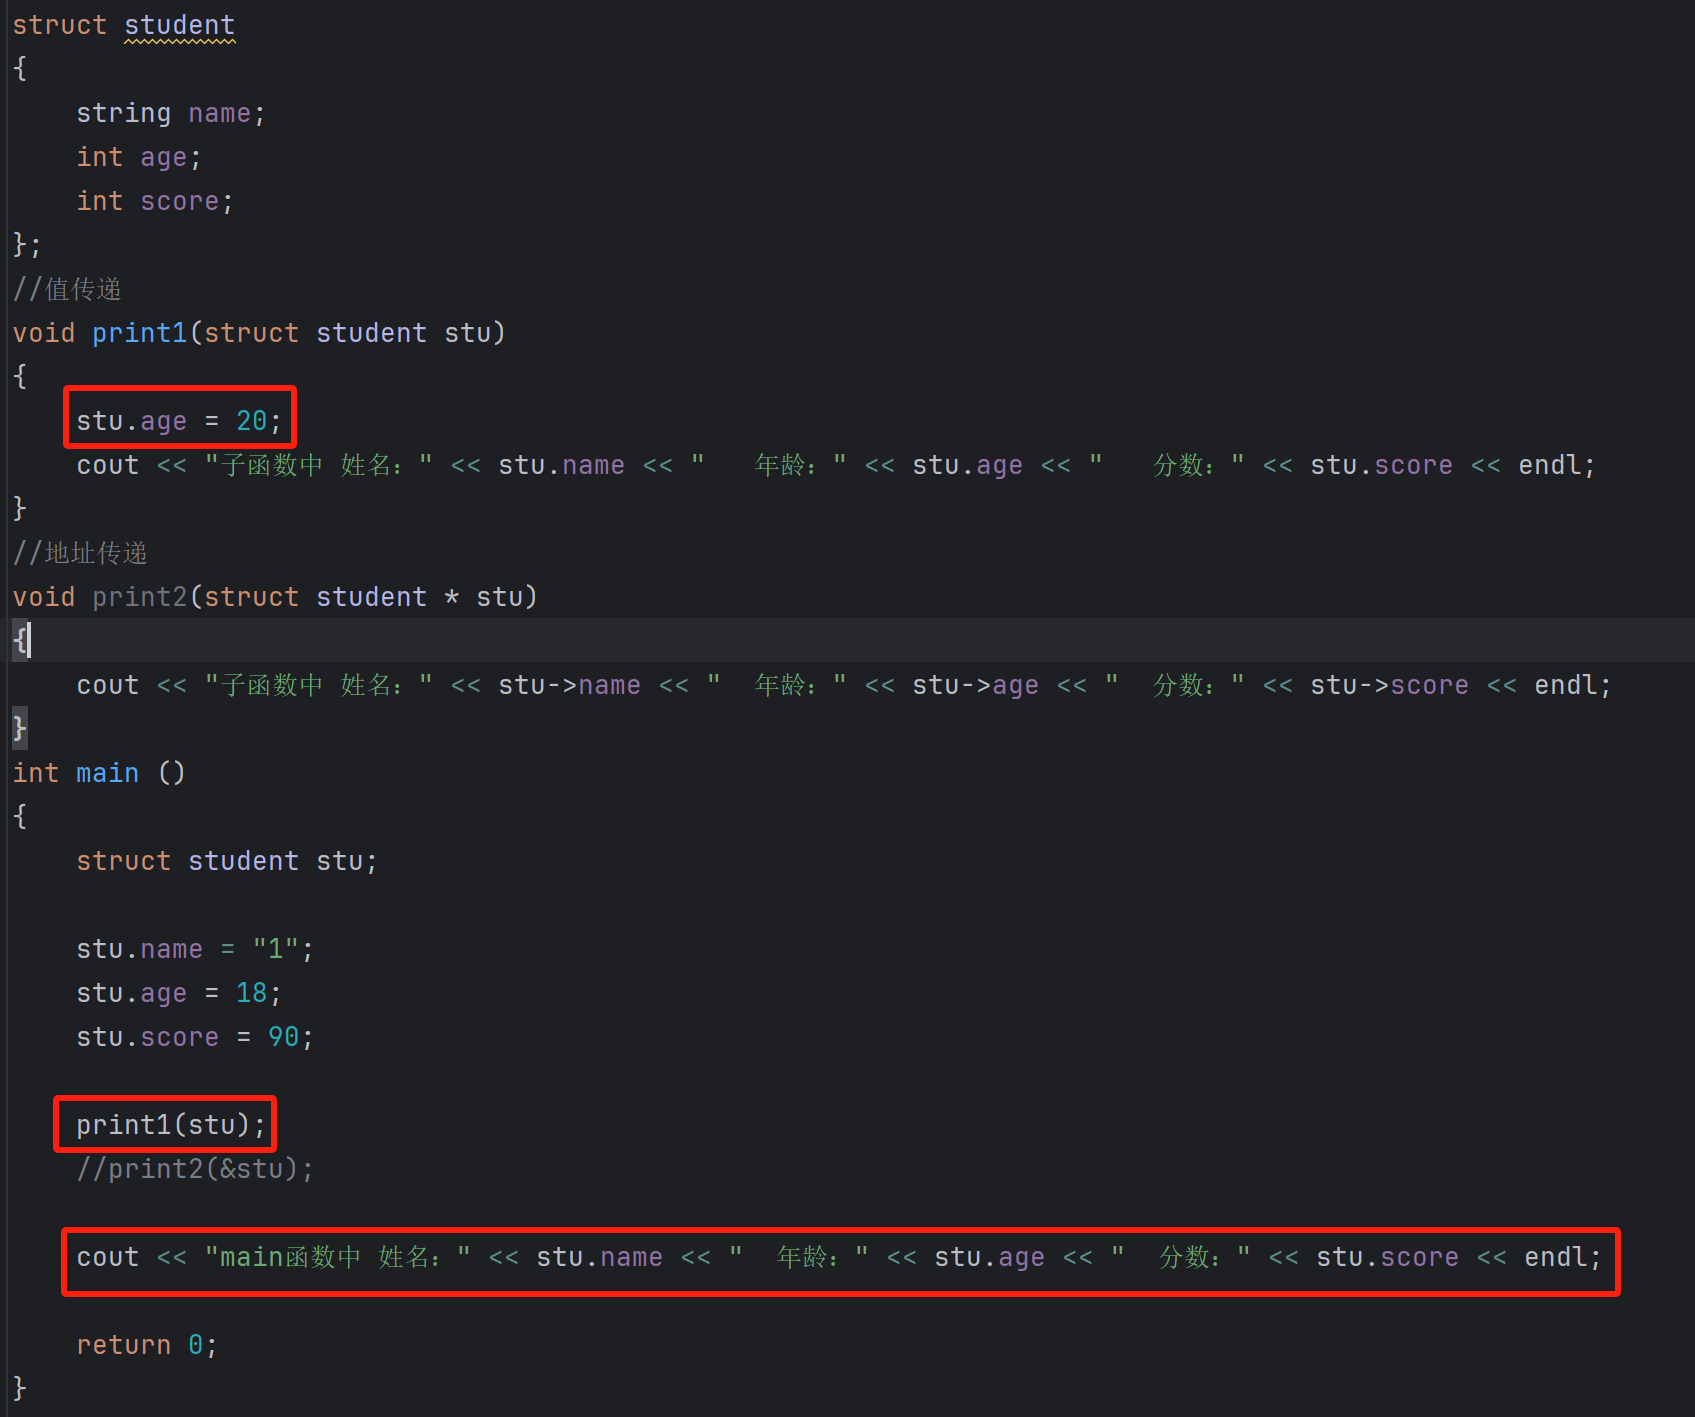 struct student
{
    string name;
    int age;
    int score;
};
//值传递
void print1(struct student stu)
{
    stu.age = 20;
    cout << "子函数中 姓名：" << stu.name << "   年龄：" << stu.age << "   分数：" << stu.score << endl;
}
//地址传递
void print2(struct student * stu)
{
    cout << "子函数中 姓名：" << stu->name << "  年龄：" << stu->age << "  分数：" << stu->score << endl;
}
int main ()
{
    struct student stu;
    stu.name = "1";
    stu.age = 18;
    stu.score = 90;
    print1(stu);
    //print2(&stu);
    cout << "main函数中 姓名：" << stu.name << "  年龄：" << stu.age << "  分数：" << stu.score << endl;
    return 0;
}